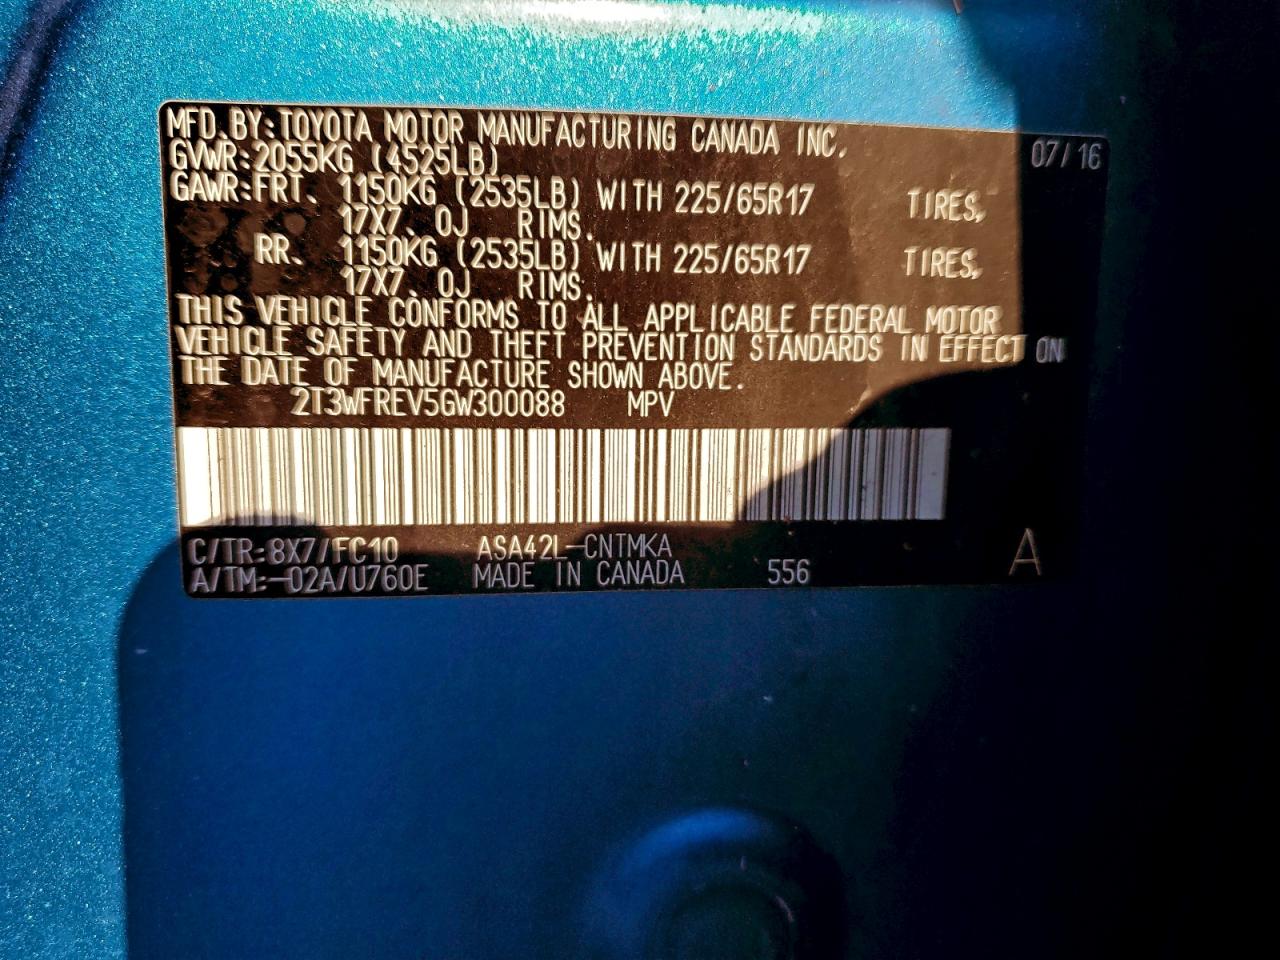 MFD.BY:TOYOTA MOTOR MANUFACTURING CANADA INC. 07/16
GVWR:2055KG (4525LB)
GAWR:FRT. 1150KG (2535LB) WITH 225/65R17 TIRES,
17X7.0J RIMS.
RR. 1150KG (2535LB) WITH 225/65R17 TIRES,
17X7.0J RIMS.
THIS VEHICLE CONFORMS TO ALL APPLICABLE FEDERAL MOTOR
VEHICLE SAFETY AND THEFT PREVENTION STANDARDS IN EFFECT ON
THE DATE OF MANUFACTURE SHOWN ABOVE.
2T3WFREV5GW300088 MPV
C/TR:8X7/FC10 ASA42L-CNTMKA A
A/TM:-02A/U760E MADE IN CANADA 556